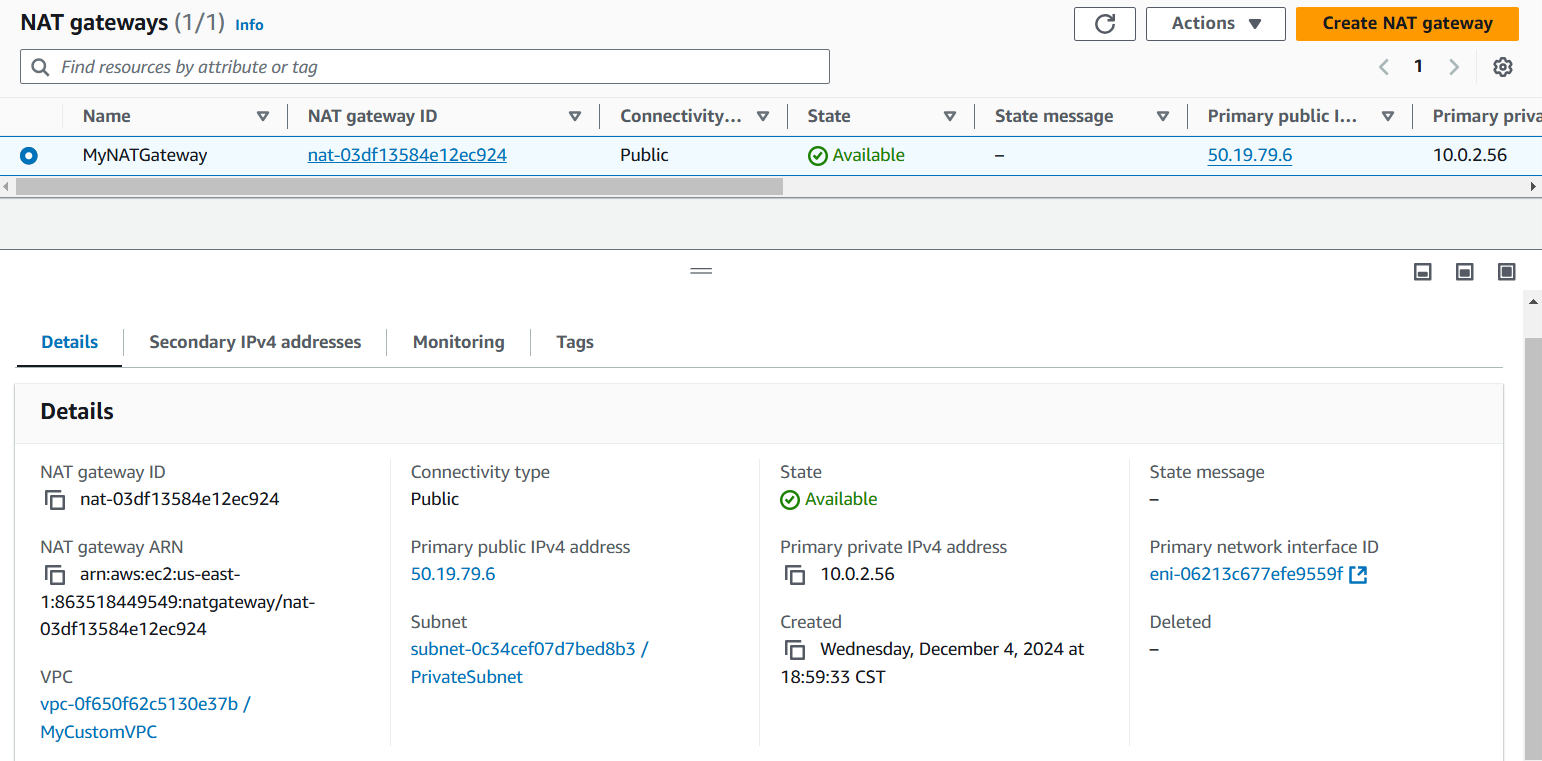 NAT gateways (1/1) Info
Actions
Create NAT gateway
Find resources by attribute or tag
1
Name NAT gateway ID Connectivity... State State message Primary public I... Primary priva
MyNATGateway nat-03df13584e12ec924 Public Available – 50.19.79.6 10.0.2.56
Details Secondary IPv4 addresses Monitoring Tags
Details
NAT gateway ID
nat-03df13584e12ec924
NAT gateway ARN
arn:aws:ec2:us-east-
1:863518449549:natgateway/nat-
03df13584e12ec924
VPC
vpc-0f650f62c5130e37b /
MyCustomVPC
Connectivity type
Public
Primary public IPv4 address
50.19.79.6
Subnet
subnet-0c34cef07d7bed8b3 /
PrivateSubnet
State
Available
Primary private IPv4 address
10.0.2.56
Created
Wednesday, December 4, 2024 at
18:59:33 CST
State message
–
Primary network interface ID
eni-06213c677efe9559f
Deleted
–